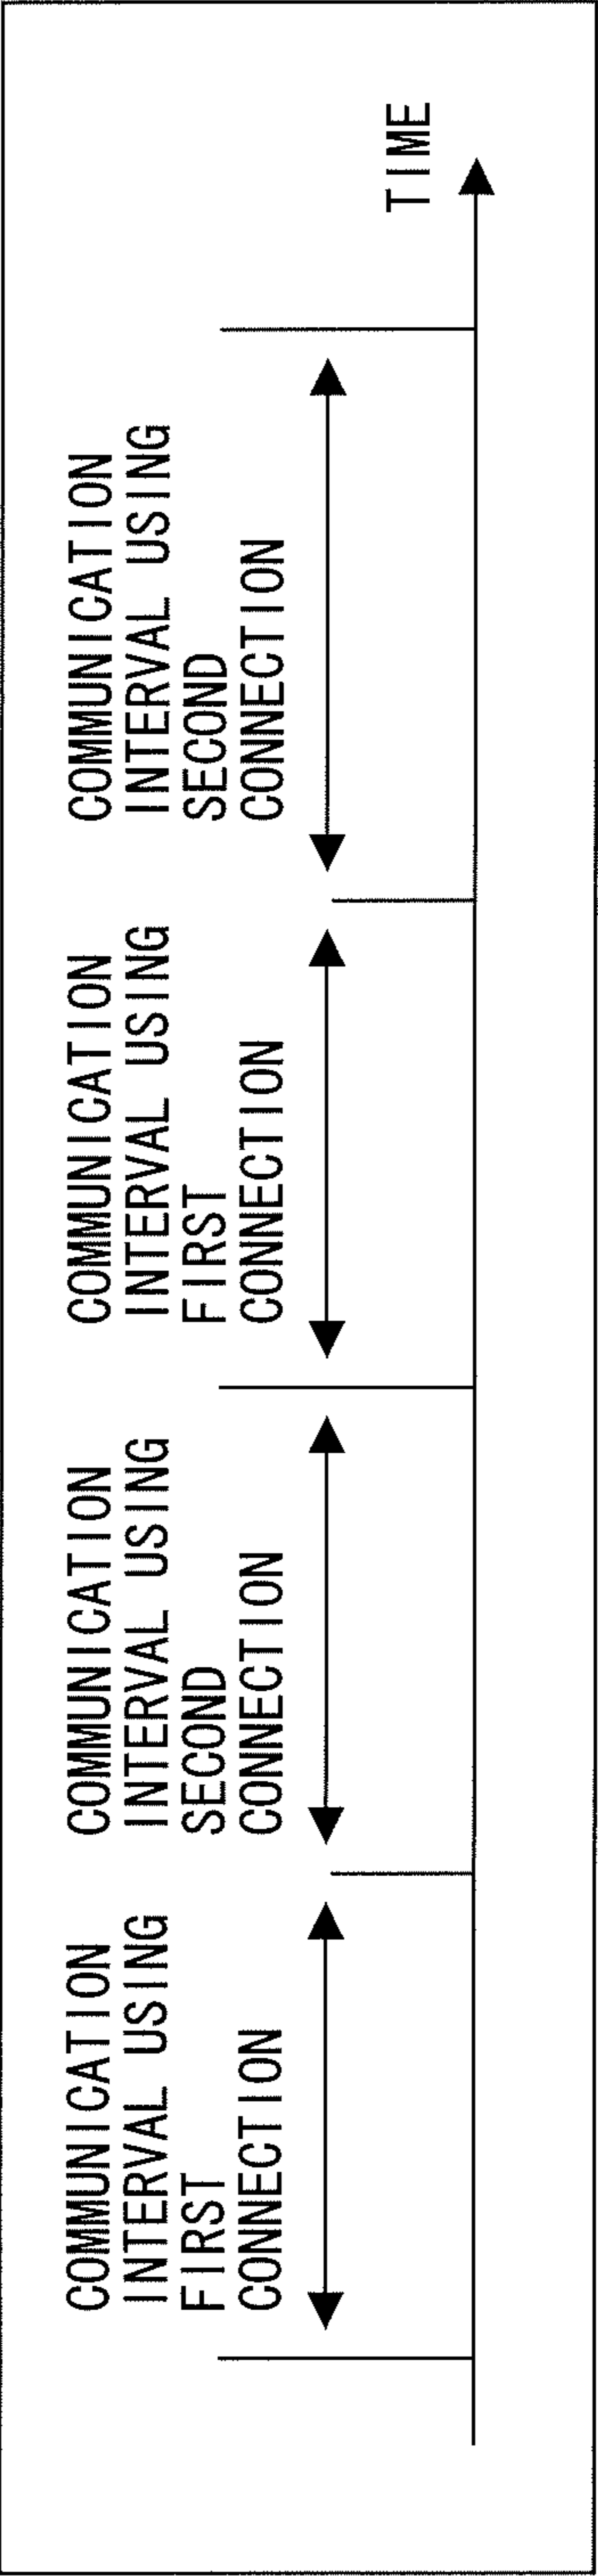 COMMUNICATION
INTERVAL USING
FIRST
CONNECTION
COMMUNICATION
INTERVAL USING
SECOND
CONNECTION
COMMUNICATION
INTERVAL USING
FIRST
CONNECTION
COMMUNICATION
INTERVAL USING
SECOND
CONNECTION
TIME